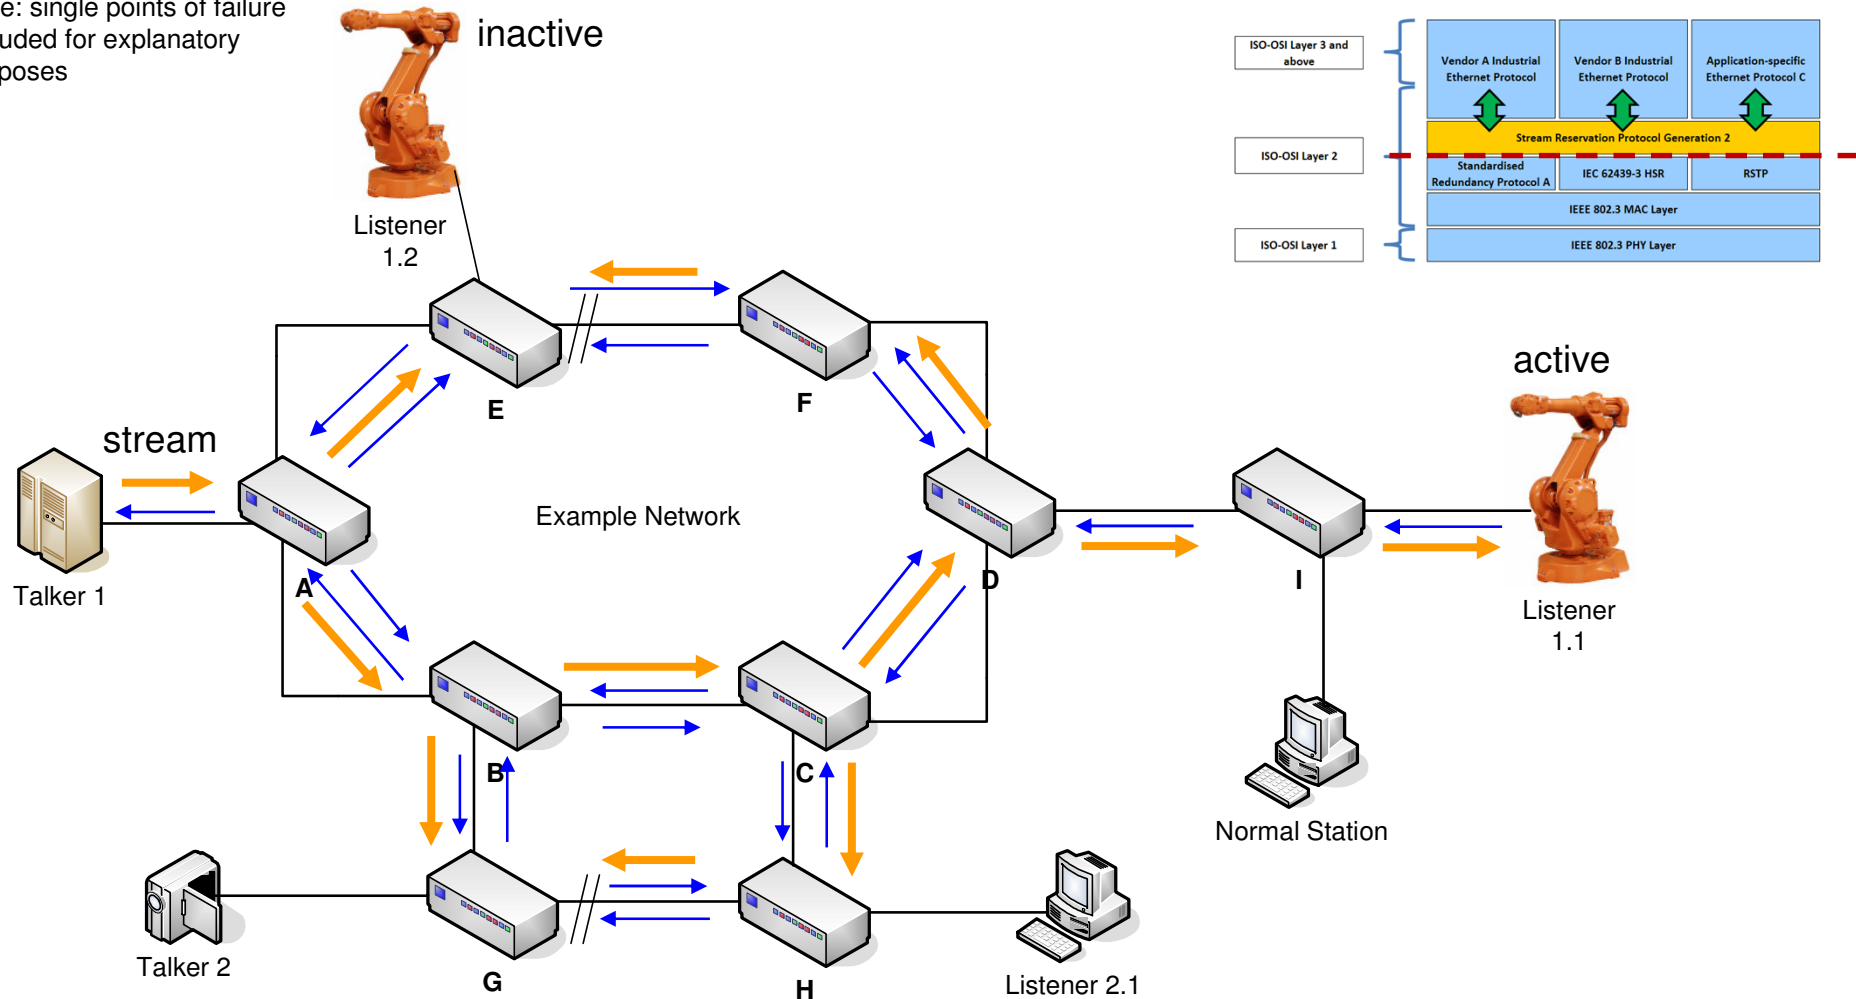 e: single points of failure
uded for explanatory
poses
inactive
Listener
1.2
ISO-OSI Layer 3 and
above
ISO-OSI Layer 2
ISO-OSI Layer 1
Vendor A Industrial
Ethernet Protocol
Vendor B Industrial
Ethernet Protocol
Application-specific
Ethernet Protocol C
Stream Reservation Protocol Generation 2
Standardised
Redundancy Protocol A
IEC 62439-3 HSR
RSTP
IEEE 802.3 MAC Layer
IEEE 802.3 PHY Layer
E
F
active
stream
Example Network
Talker 1
A
D
I
Listener
1.1
B
C
Normal Station
Talker 2
G
H
Listener 2.1